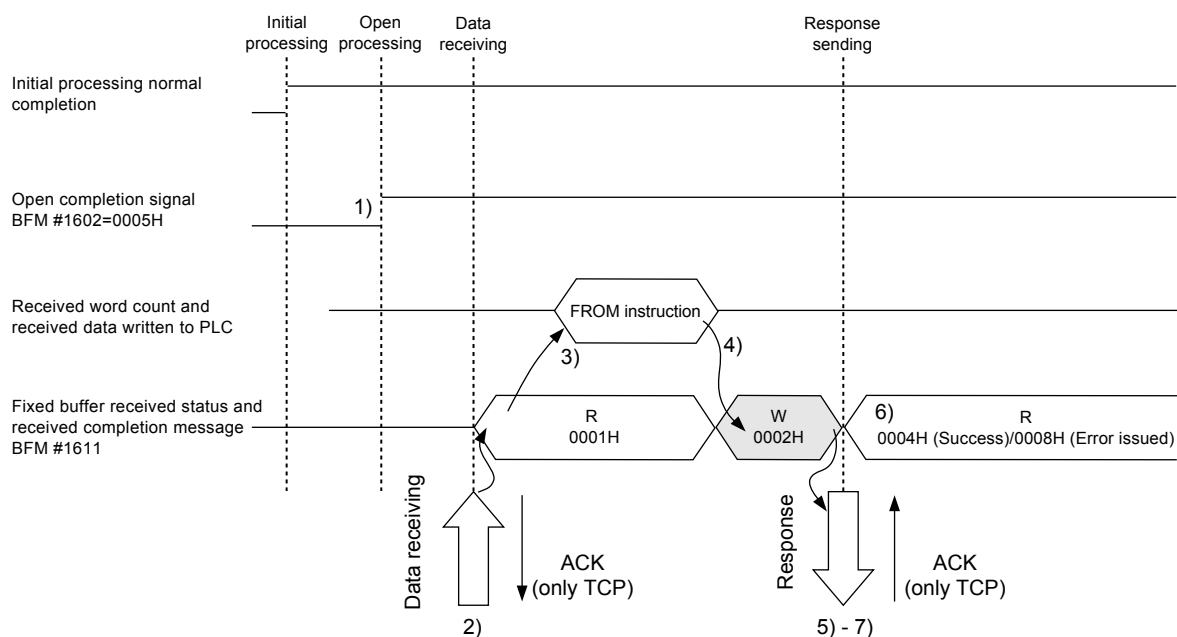 Initial
processing
Open
processing
Data
receiving
Response
sending
Initial processing normal
completion
Open completion signal
BFM #1602=0005H
1)
Received word count and
received data written to PLC
FROM instruction
3)
4)
Fixed buffer received status and
received completion message
BFM #1611
R
0001H
W
0002H
6)
R
0004H (Success)/0008H (Error issued)
Data receiving
ACK
(only TCP)
2)
Response
ACK
(only TCP)
5) - 7)